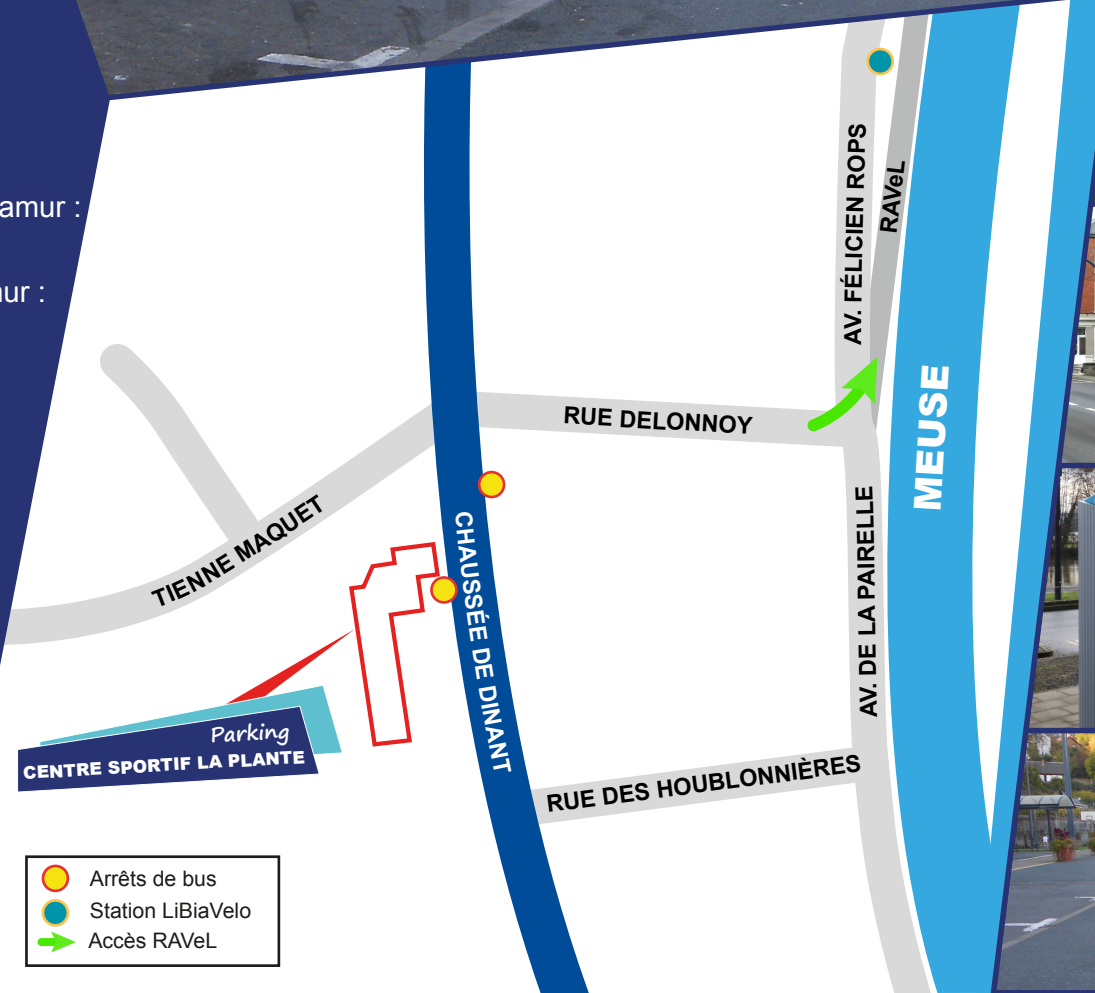 amur :
ur :
AV. FÉLICIEN ROPS
RAVeL
RUE DELONNOY
MEUSE
TIENNE MAQUET
CHAUSSÉE DE DINANT
AV. DE LA PAIRELLE
Parking
CENTRE SPORTIF LA PLANTE
RUE DES HOUBLONNIÈRES
Arrêts de bus
Station LiBiaVelo
Accès RAVeL